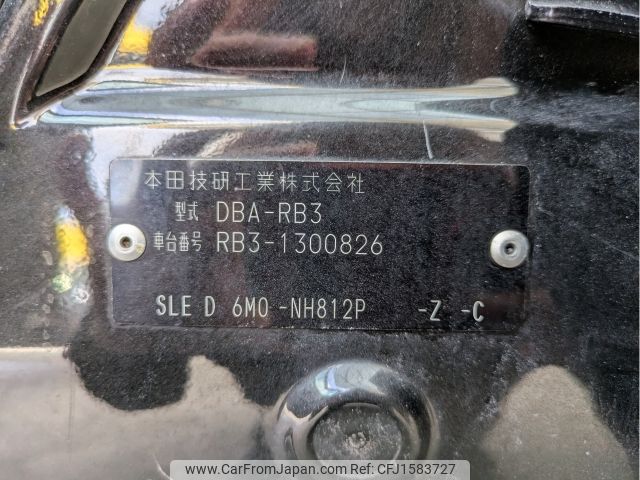 本田技研工業株式会社
型式 DBA-RB3
車台番号 RB3-1300826
SLE D 6M0 -NH812P -Z -C
www.CarFromJapan.com | REF NO. CFJ1583727